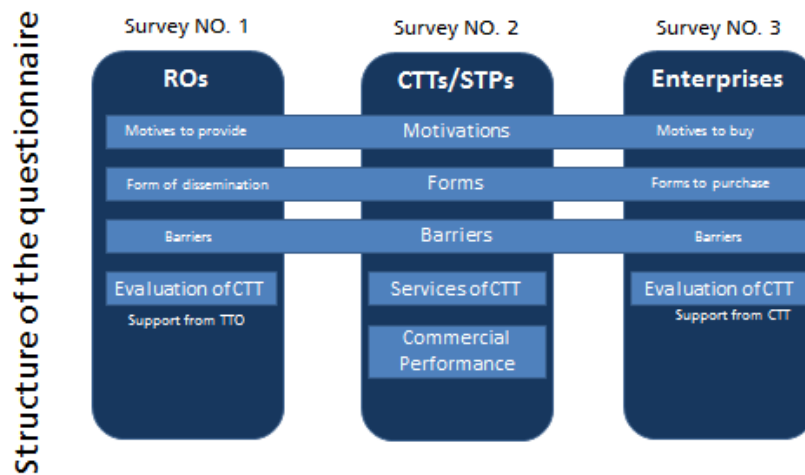 Structure of the questionnaire
Survey NO. 1
Survey NO. 2
Survey NO. 3
ROs
CTTs/STPs
Enterprises
Motives to provide
Motivations
Motives to buy
Form of dissemination
Forms
Forms to purchase
Barriers
Barriers
Barriers
Evaluation of CTT
Services of CTT
Evaluation of CTT
Support from TTO
Support from CTT
Commercial
Performance